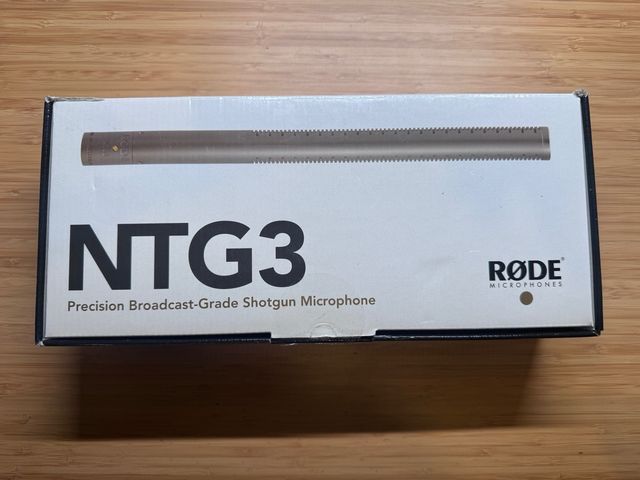 NTG3
Precision Broadcast-Grade Shotgun Microphone
RØDE®
MICROPHONES